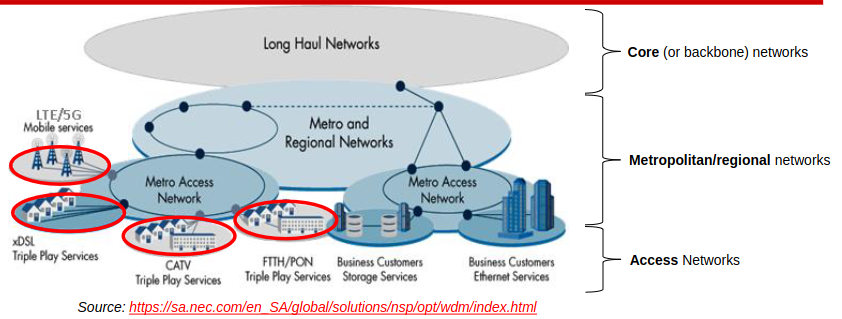 Long Haul Networks
Core (or backbone) networks
LTE/5G
Mobile services
Metro and
Regional Networks
Metropolitan/regional networks
Metro Access
Network
Metro Access
Network
xDSL
Triple Play Services
CATV
Triple Play Services
FTTH/PON
Triple Play Services
Business Customers
Storage Services
Business Customers
Ethernet Services
Access Networks
Source: https://sa.nec.com/en_SA/global/solutions/nsp/opt/wdm/index.html